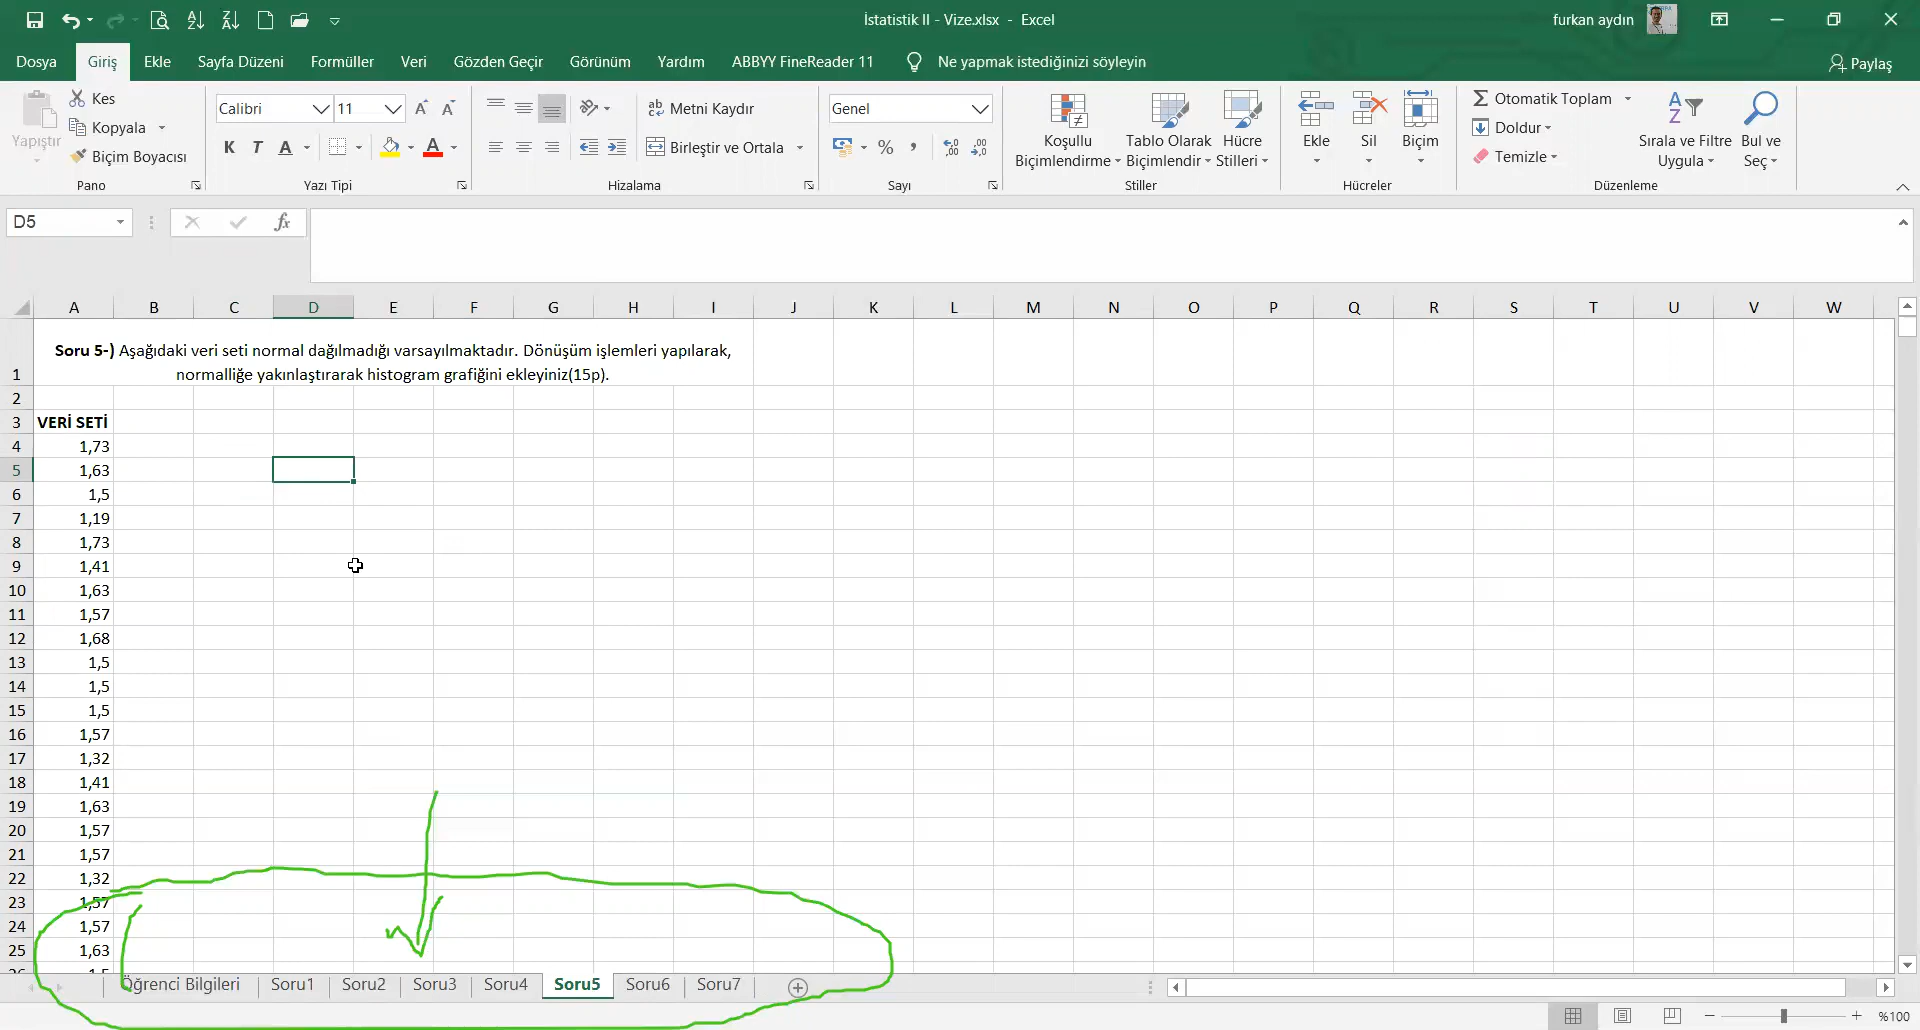 İstatistik II - Vize.xlsx - Excel
furkan aydın
Dosya Giriş Ekle Sayfa Düzeni Formüller Veri Gözden Geçir Görünüm Yardım ABBYY FineReader 11 Ne yapmak istediğinizi söyleyin Paylaş
Yapıştır
Kes
Kopyala
Biçim Boyacısı
Pano
Calibri 11
K T A
Yazı Tipi
Metni Kaydır
Birleştir ve Ortala
Hizalama
Genel
%
Sayı
Koşullu Biçimlendirme
Tablo Olarak Biçimlendir
Hücre Stilleri
Stiller
Ekle
Sil
Biçim
Hücreler
Otomatik Toplam
Doldur
Temizle
Sırala ve Filtre Uygula
Bul ve Seç
Düzenleme
D5
fx
A B C D E F G H I J K L M N O P Q R S T U V W
1 Soru 5-) Aşağıdaki veri seti normal dağılmadığı varsayılmaktadır. Dönüşüm işlemleri yapılarak,
normalliğe yakınlaştırarak histogram grafiğini ekleyiniz(15p).
2
3 VERİ SETİ
4 1,73
5 1,63
6 1,5
7 1,19
8 1,73
9 1,41
10 1,63
11 1,57
12 1,68
13 1,5
14 1,5
15 1,5
16 1,57
17 1,32
18 1,41
19 1,63
20 1,57
21 1,57
22 1,32
23 1,57
24 1,57
25 1,63
26 1,5
Öğrenci Bilgileri Soru1 Soru2 Soru3 Soru4 Soru5 Soru6 Soru7
%100